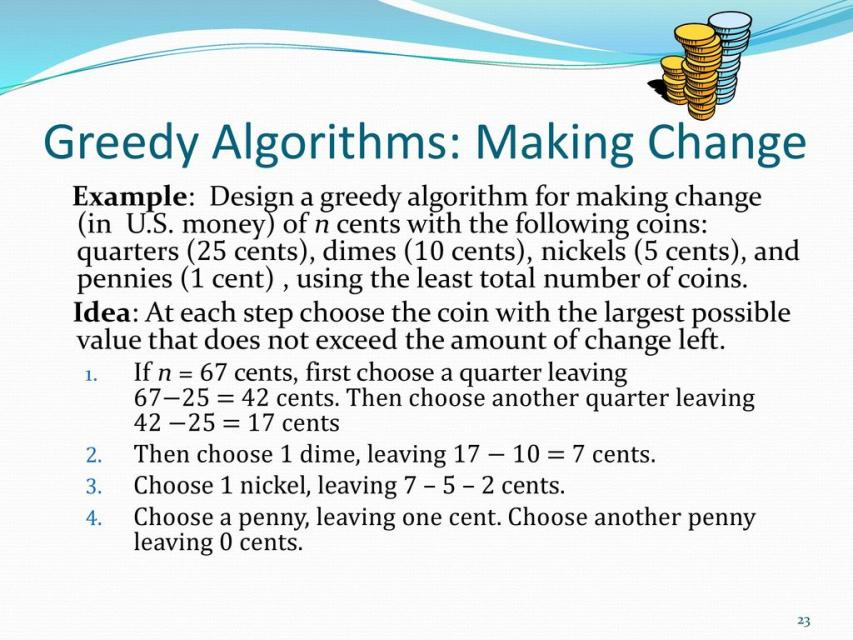 Greedy Algorithms: Making Change
Example:  Design a greedy algorithm for making change
(in  U.S. money) of n cents with the following coins:
quarters (25 cents), dimes (10 cents), nickels (5 cents), and
pennies (1 cent) , using the least total number of coins.
Idea: At each step choose the coin with the largest possible
value that does not exceed the amount of change left.
1. If n = 67 cents, first choose a quarter leaving
67−25 = 42 cents. Then choose another quarter leaving
42 −25 = 17 cents
2. Then choose 1 dime, leaving 17 − 10 = 7 cents.
3. Choose 1 nickel, leaving 7 – 5 – 2 cents.
4. Choose a penny, leaving one cent. Choose another penny
leaving 0 cents.
23